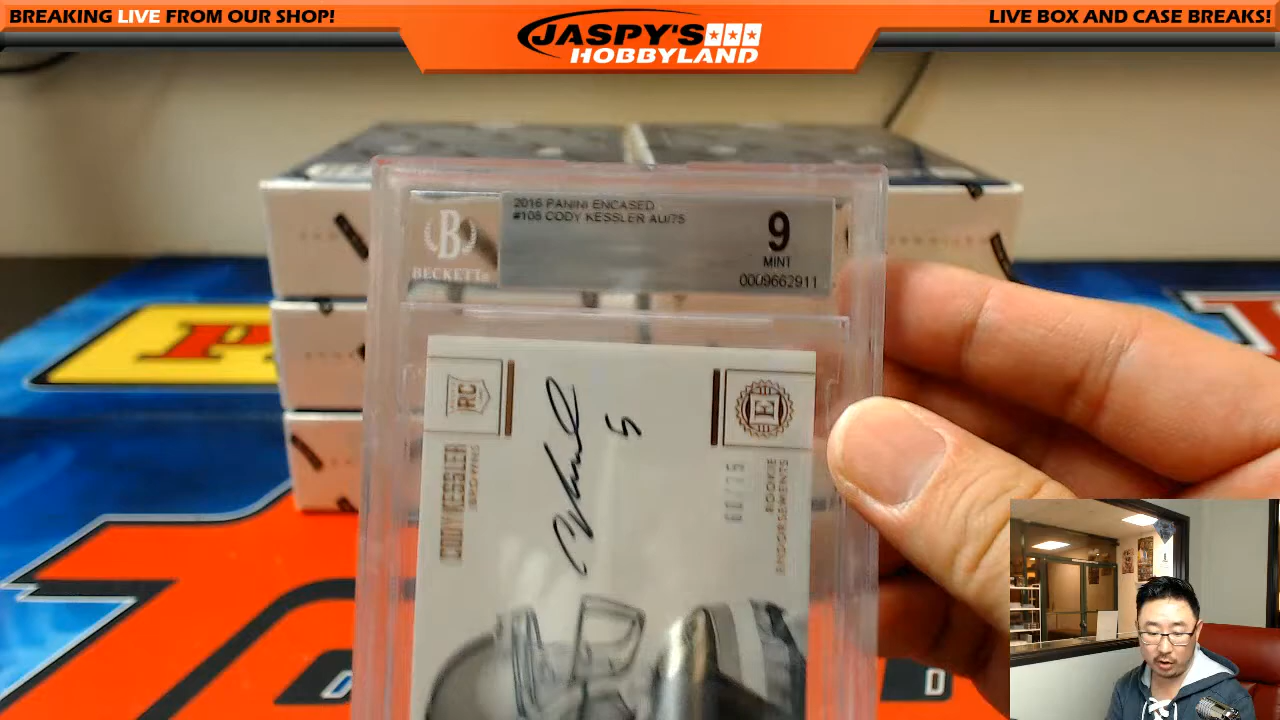 BREAKING LIVE FROM OUR SHOP!
JASPY'S
HOBBYLAND
LIVE BOX AND CASE BREAKS!
2016 PANINI ENCASED
#108 CODY KESSLER AU/75
9
MINT
0009662911
BECKETT
RC
CODY KESSLER
BROWNS
5
E
ROOKIE
ENDORSEMENTS
D